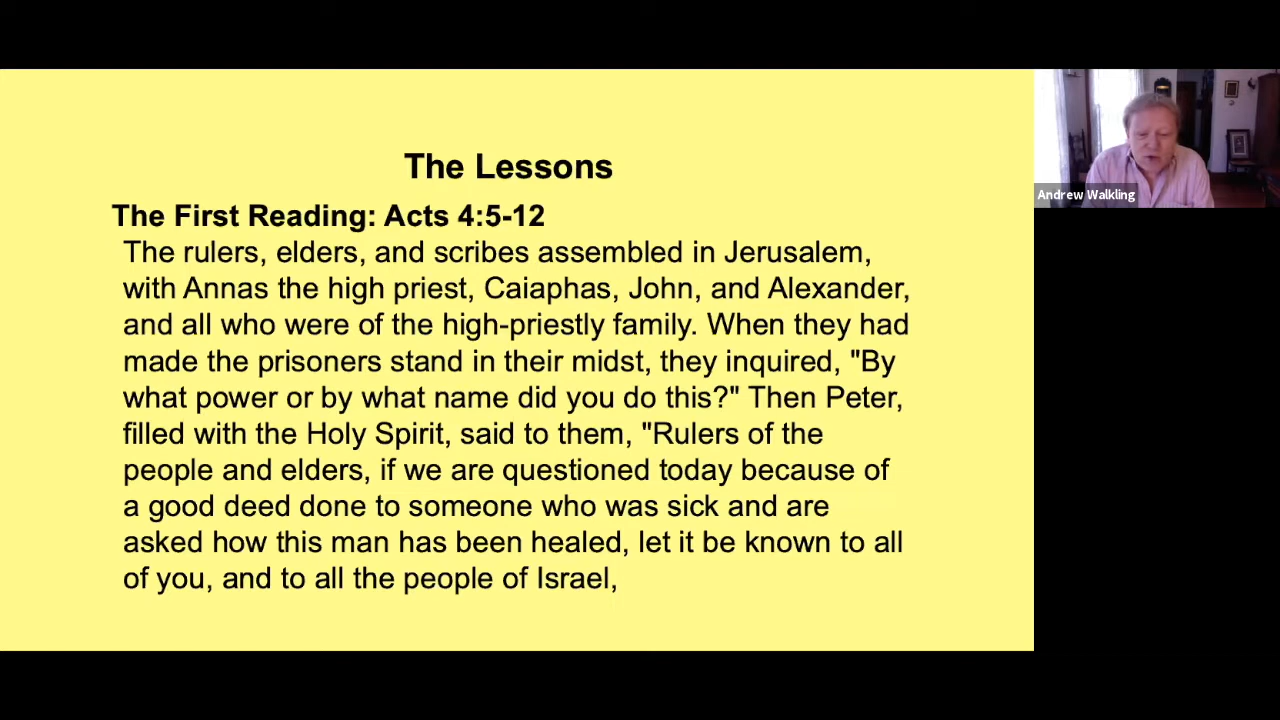 The Lessons
The First Reading: Acts 4:5-12
The rulers, elders, and scribes assembled in Jerusalem,
with Annas the high priest, Caiaphas, John, and Alexander,
and all who were of the high-priestly family. When they had
made the prisoners stand in their midst, they inquired, "By
what power or by what name did you do this?" Then Peter,
filled with the Holy Spirit, said to them, "Rulers of the
people and elders, if we are questioned today because of
a good deed done to someone who was sick and are
asked how this man has been healed, let it be known to all
of you, and to all the people of Israel,
Andrew Walkling